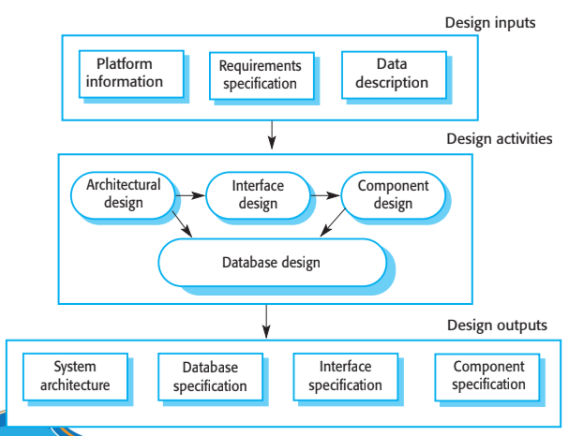 Design inputs
Platform
information
Requirements
specification
Data
description
Design activities
Architectural
design
Interface
design
Component
design
Database design
Design outputs
System
architecture
Database
specification
Interface
specification
Component
specification